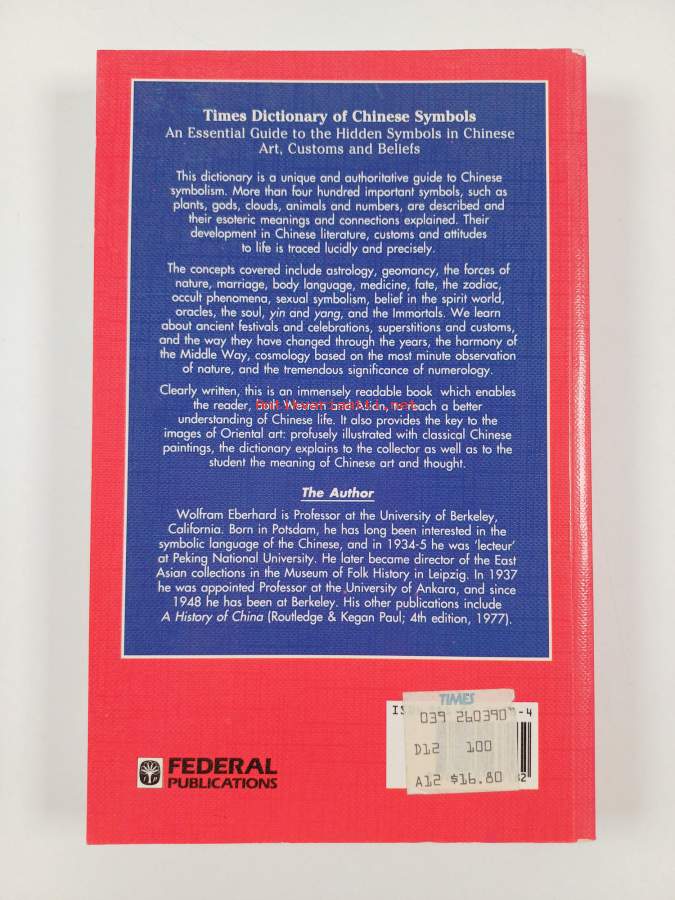 Times Dictionary of Chinese Symbols
An Essential Guide to the Hidden Symbols in Chinese
Art, Customs and Beliefs
This dictionary is a unique and authoritative guide to Chinese
symbolism. More than four hundred important symbols, such as
plants, gods, clouds, animals and numbers, are described and
their esoteric meanings and connections explained. Their
development in Chinese literature, customs and attitudes
to life is traced lucidly and precisely.
The concepts covered include astrology, geomancy, the forces of
nature, marriage, body language, medicine, fate, the zodiac,
occult phenomena, sexual symbolism, belief in the spirit world,
oracles, the soul, yin and yang, and the Immortals. We learn
about ancient festivals and celebrations, superstitions and customs,
and the way they have changed through the years, the harmony of
the Middle Way, cosmology based on the most minute observation
of nature, and the tremendous significance of numerology.
Clearly written, this is an immensely readable book which enables
the reader, both Western and Asian, to reach a better
understanding of Chinese life. It also provides the key to the
images of Oriental art: profusely illustrated with classical Chinese
paintings, the dictionary explains to the collector as well as to the
student the meaning of Chinese art and thought.
The Author
Wolfram Eberhard is Professor at the University of Berkeley,
California. Born in Potsdam, he has long been interested in the
symbolic language of the Chinese, and in 1934-5 he was 'lecteur'
at Peking National University. He later became director of the East
Asian collections in the Museum of Folk History in Leipzig. In 1937
he was appointed Professor at the University of Ankara, and since
1948 he has been at Berkeley. His other publications include
A History of China (Routledge & Kegan Paul; 4th edition, 1977).
TIMES
039 260390
-4
D12 100
A12 $16.80
FEDERAL
PUBLICATIONS